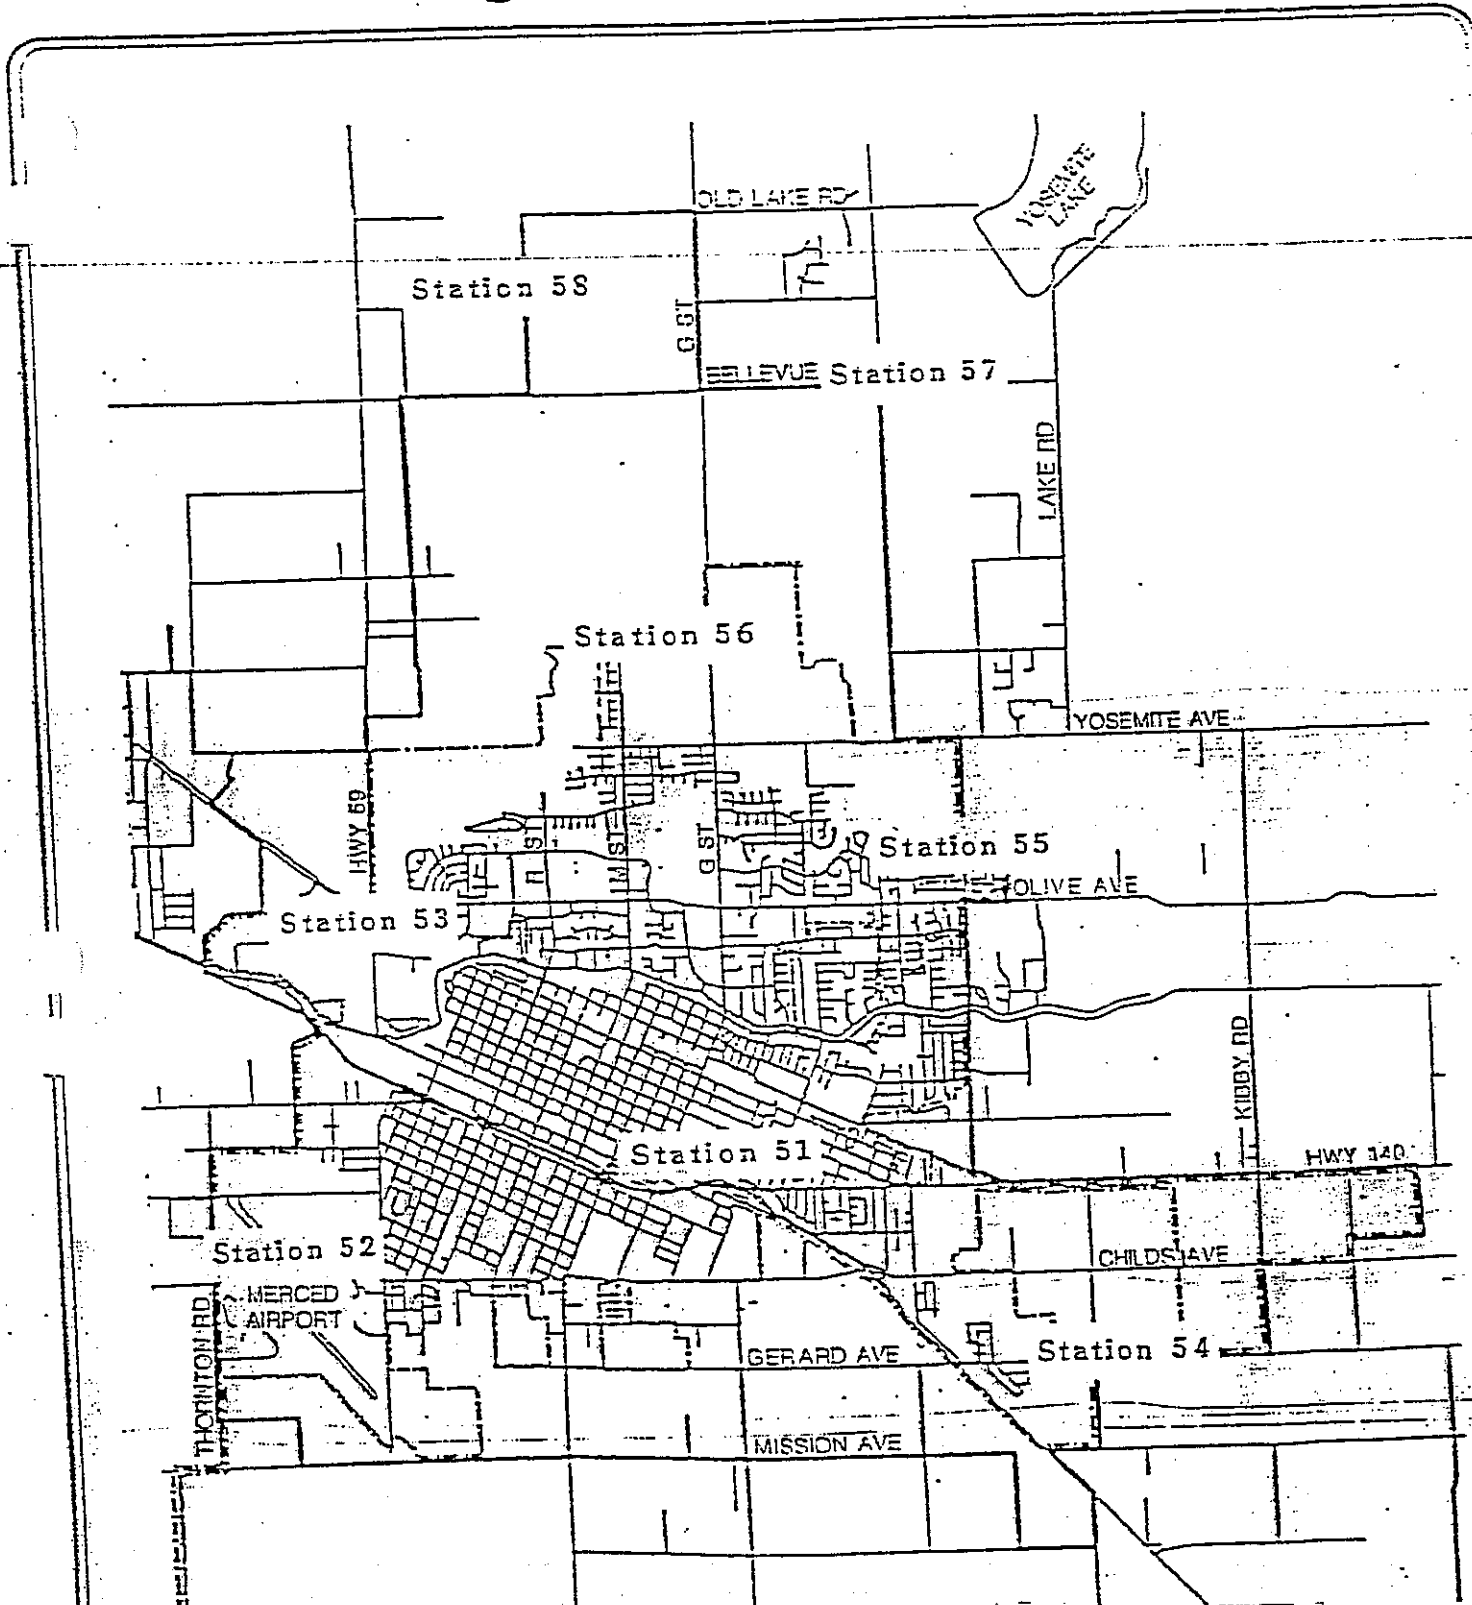 OLD LAKE RD
YOSEMITE
LAKE
Station 58
G ST
BELLEVUE
Station 57
LAKE RD
Station 56
YOSEMITE AVE
HWY 59
R ST
M ST
G ST
Station 55
OLIVE AVE
Station 53
KIBBY RD
Station 51
HWY 140
Station 52
CHILDS AVE
MERCED
AIRPORT
THORNTON RD
GERARD AVE
Station 54
MISSION AVE